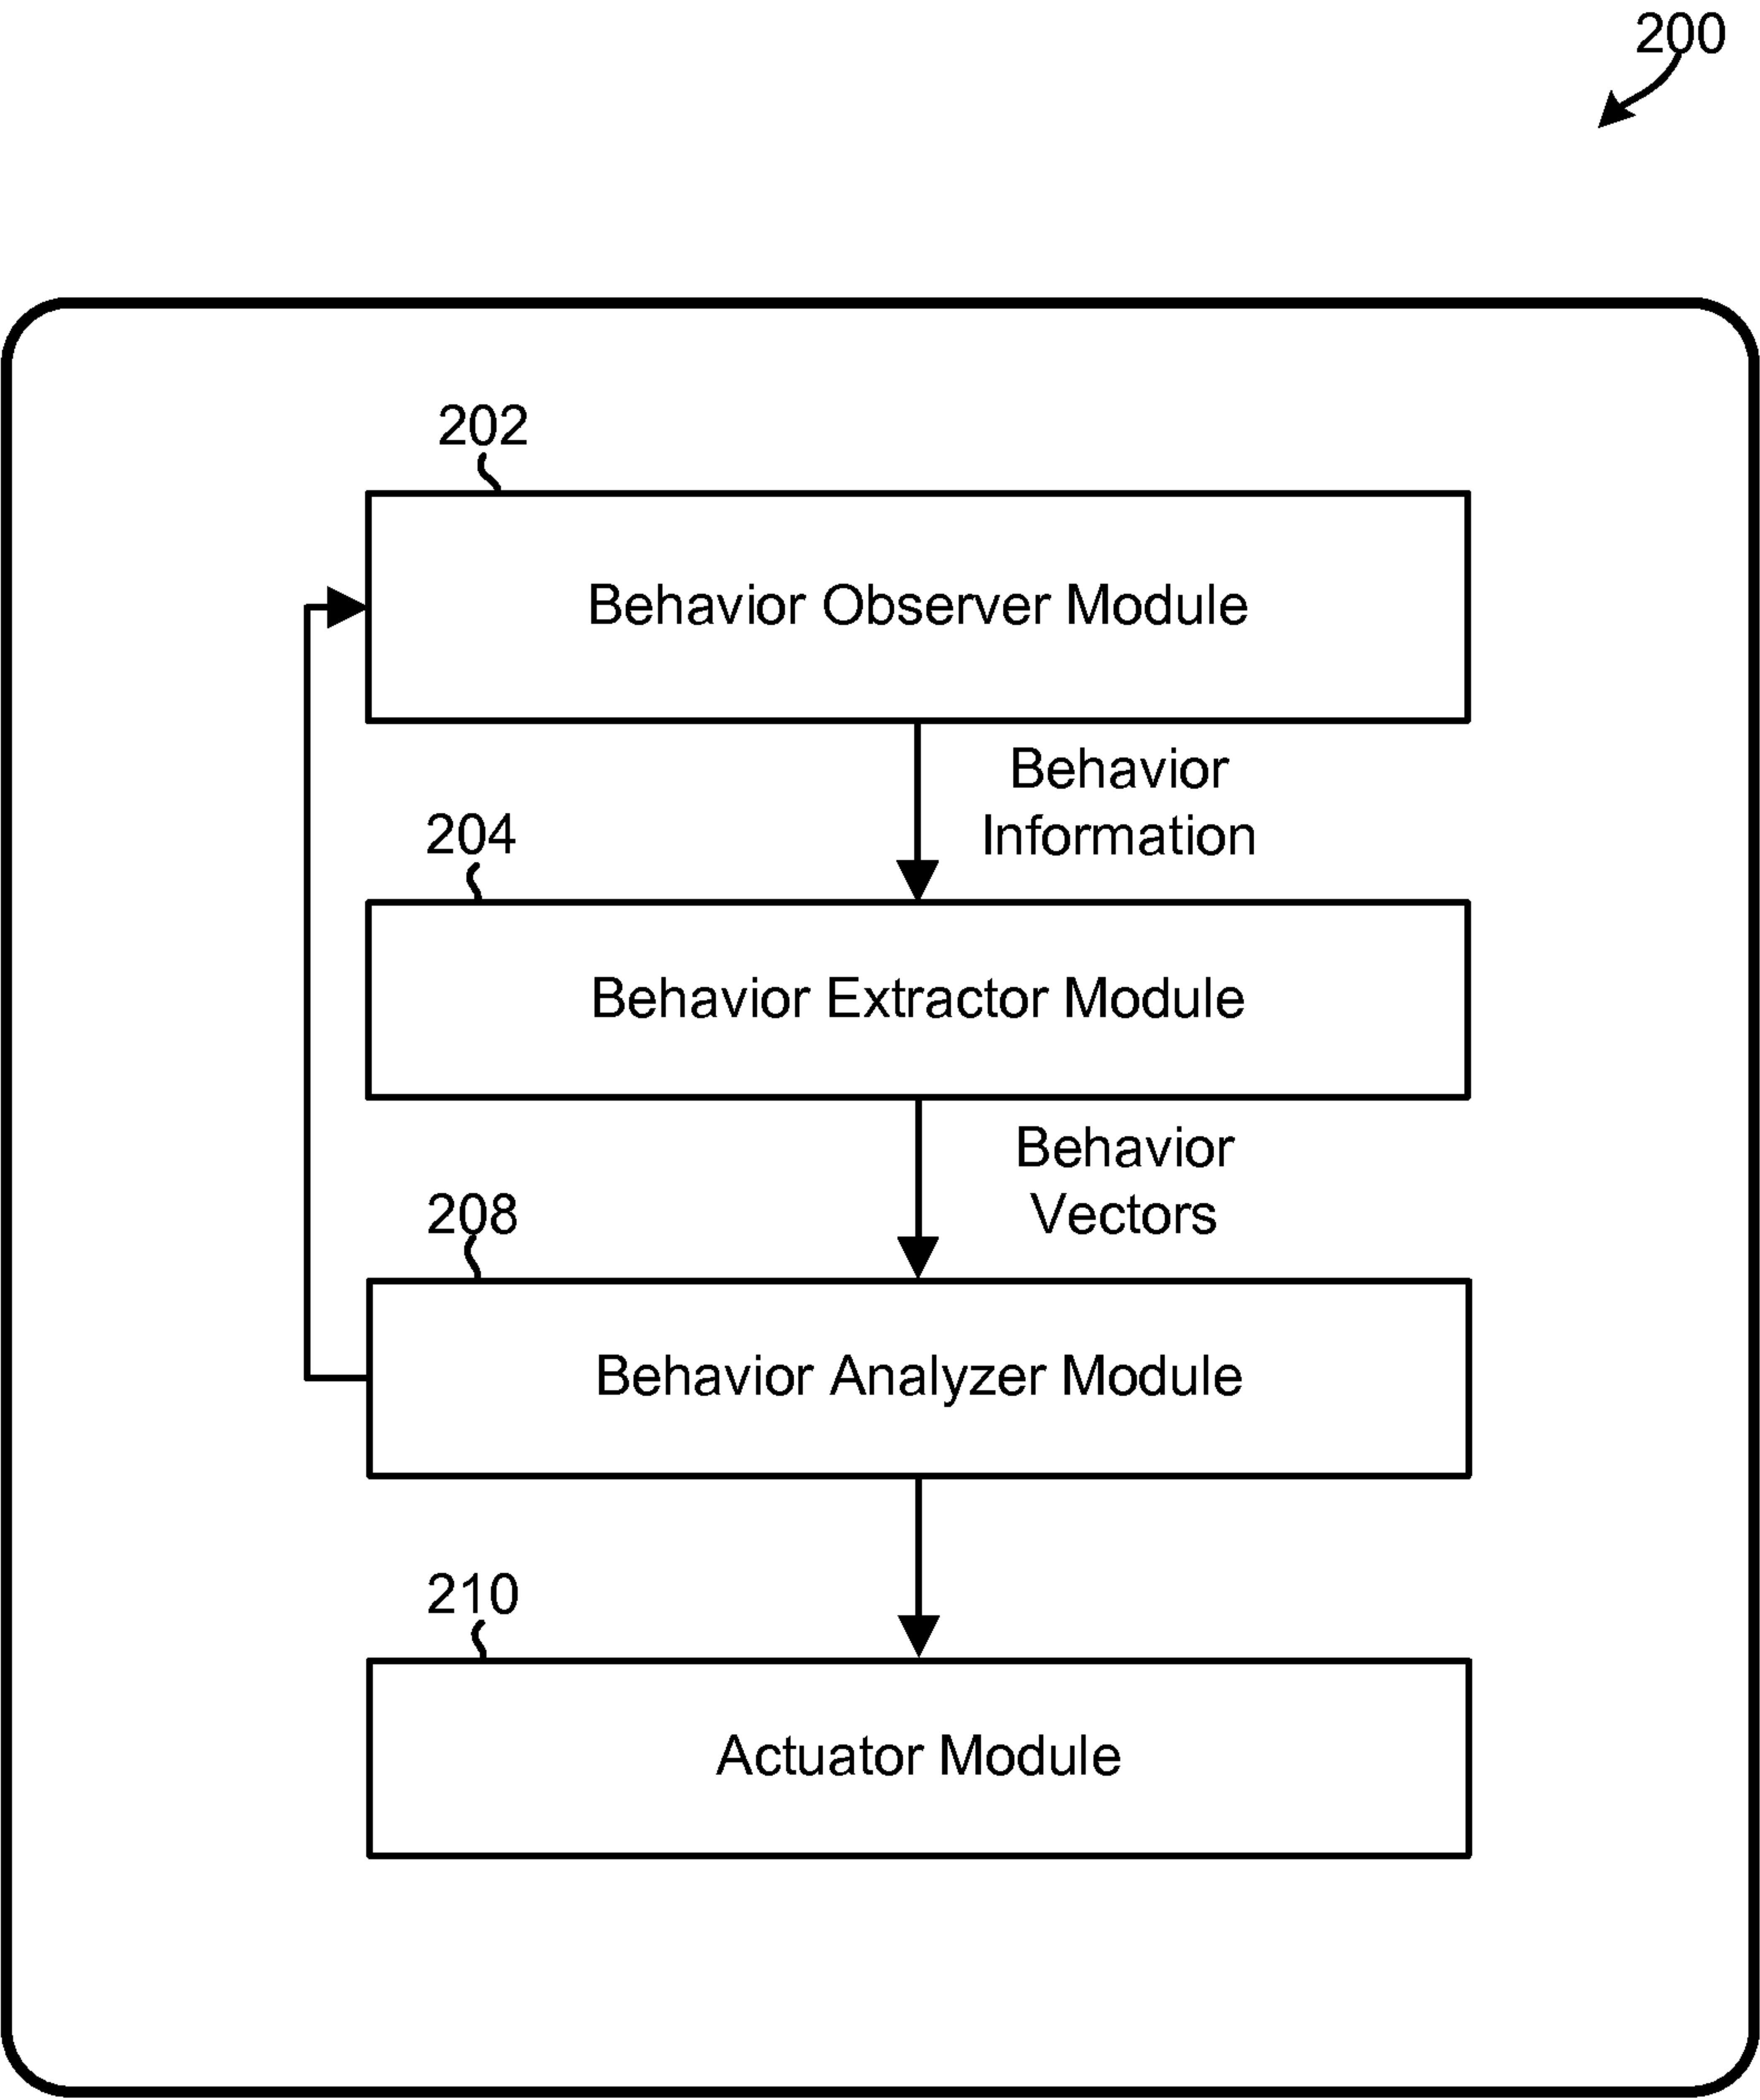 200
202
Behavior Observer Module
Behavior
Information
204
Behavior Extractor Module
Behavior
Vectors
208
Behavior Analyzer Module
210
Actuator Module